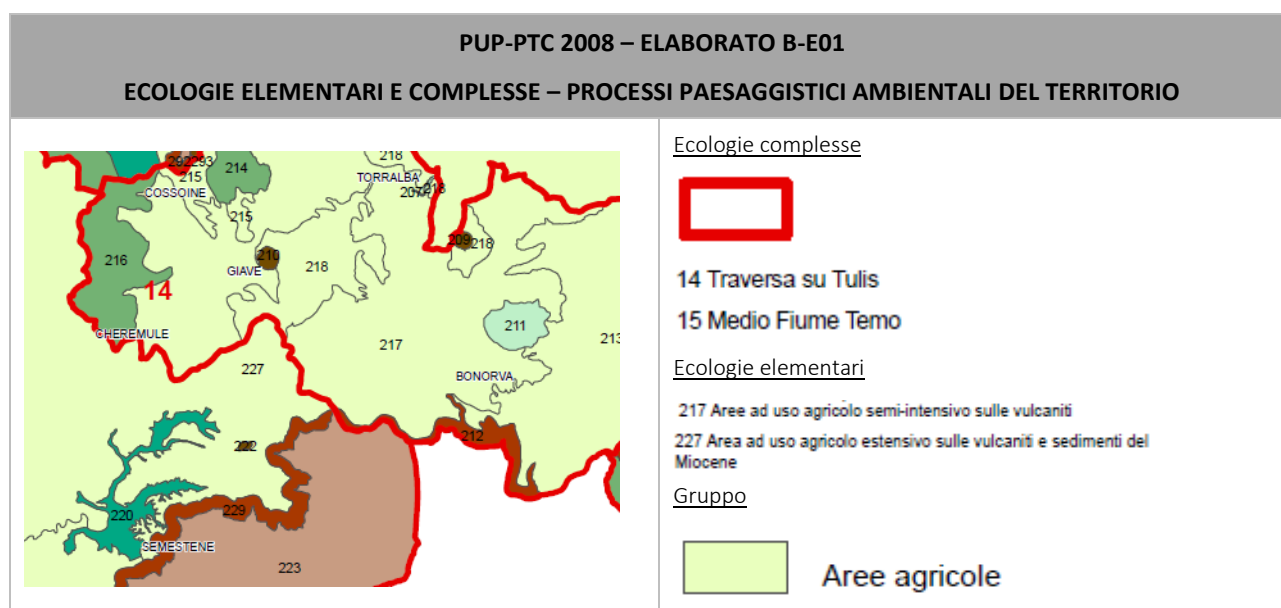 PUP-PTC 2008 – ELABORATO B-E01
ECOLOGIE ELEMENTARI E COMPLESSE – PROCESSI PAESAGGISTICI AMBIENTALI DEL TERRITORIO
292293
218
214
215
COSSOINE
TORRALBA
218
215
209
218
216
210
218
GIAVE
14
211
CHEREMULE
217
213
227
BONORVA
212
222
229
220
SEMESTENE
223
Ecologie complesse
14 Traversa su Tulis
15 Medio Fiume Temo
Ecologie elementari
217 Aree ad uso agricolo semi-intensivo sulle vulcaniti
227 Area ad uso agricolo estensivo sulle vulcaniti e sedimenti del
Miocene
Gruppo
Aree agricole